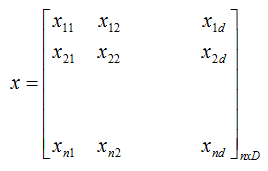 x11 x12 x1d
x21 x22 x2d
x =
xn1 xn2 xnd
nxD